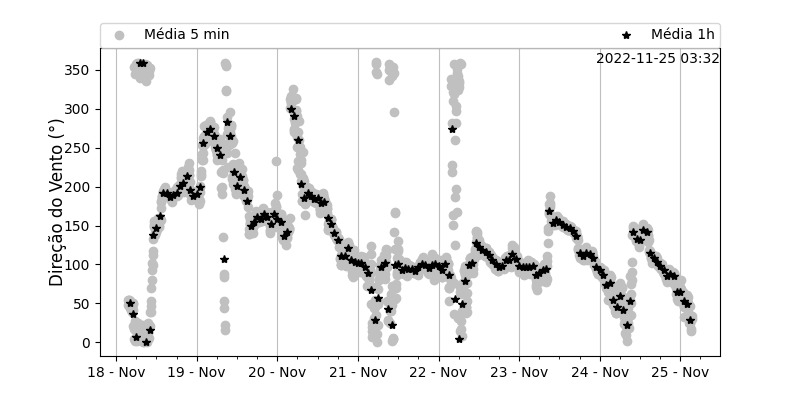 Média 5 min
Média 1h
2022-11-25 03:32
Direção do Vento (°)
350
300
250
200
150
100
50
0
18 - Nov
19 - Nov
20 - Nov
21 - Nov
22 - Nov
23 - Nov
24 - Nov
25 - Nov